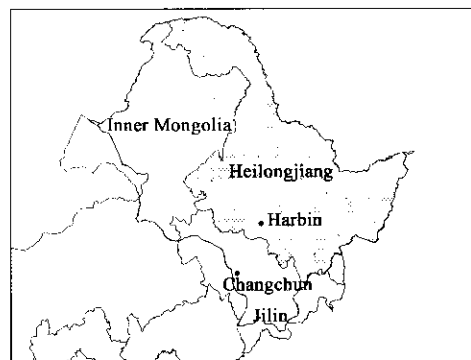 Inner Mongolia
Heilongjiang
Harbin
Changchun
Jilin